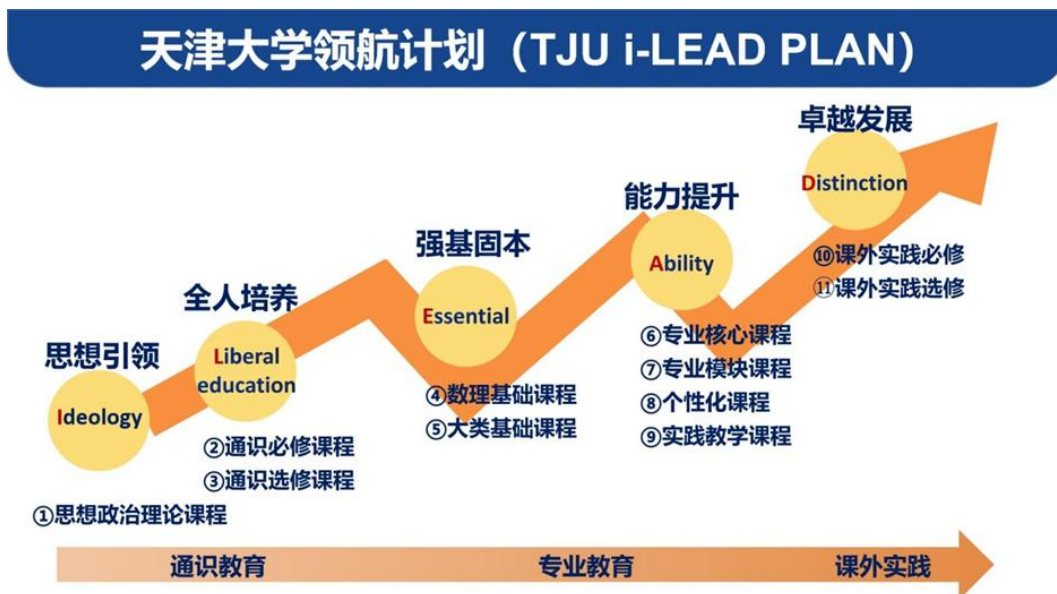 天津大学领航计划（TJU i-LEAD PLAN）
思想引领
Ideology
①思想政治理论课程
全人培养
Liberal
education
②通识必修课程
③通识选修课程
强基固本
Essential
④数理基础课程
⑤大类基础课程
能力提升
Ability
⑥专业核心课程
⑦专业模块课程
⑧个性化课程
⑨实践教学课程
卓越发展
Distinction
⑩课外实践必修
⑪课外实践选修
通识教育
专业教育
课外实践